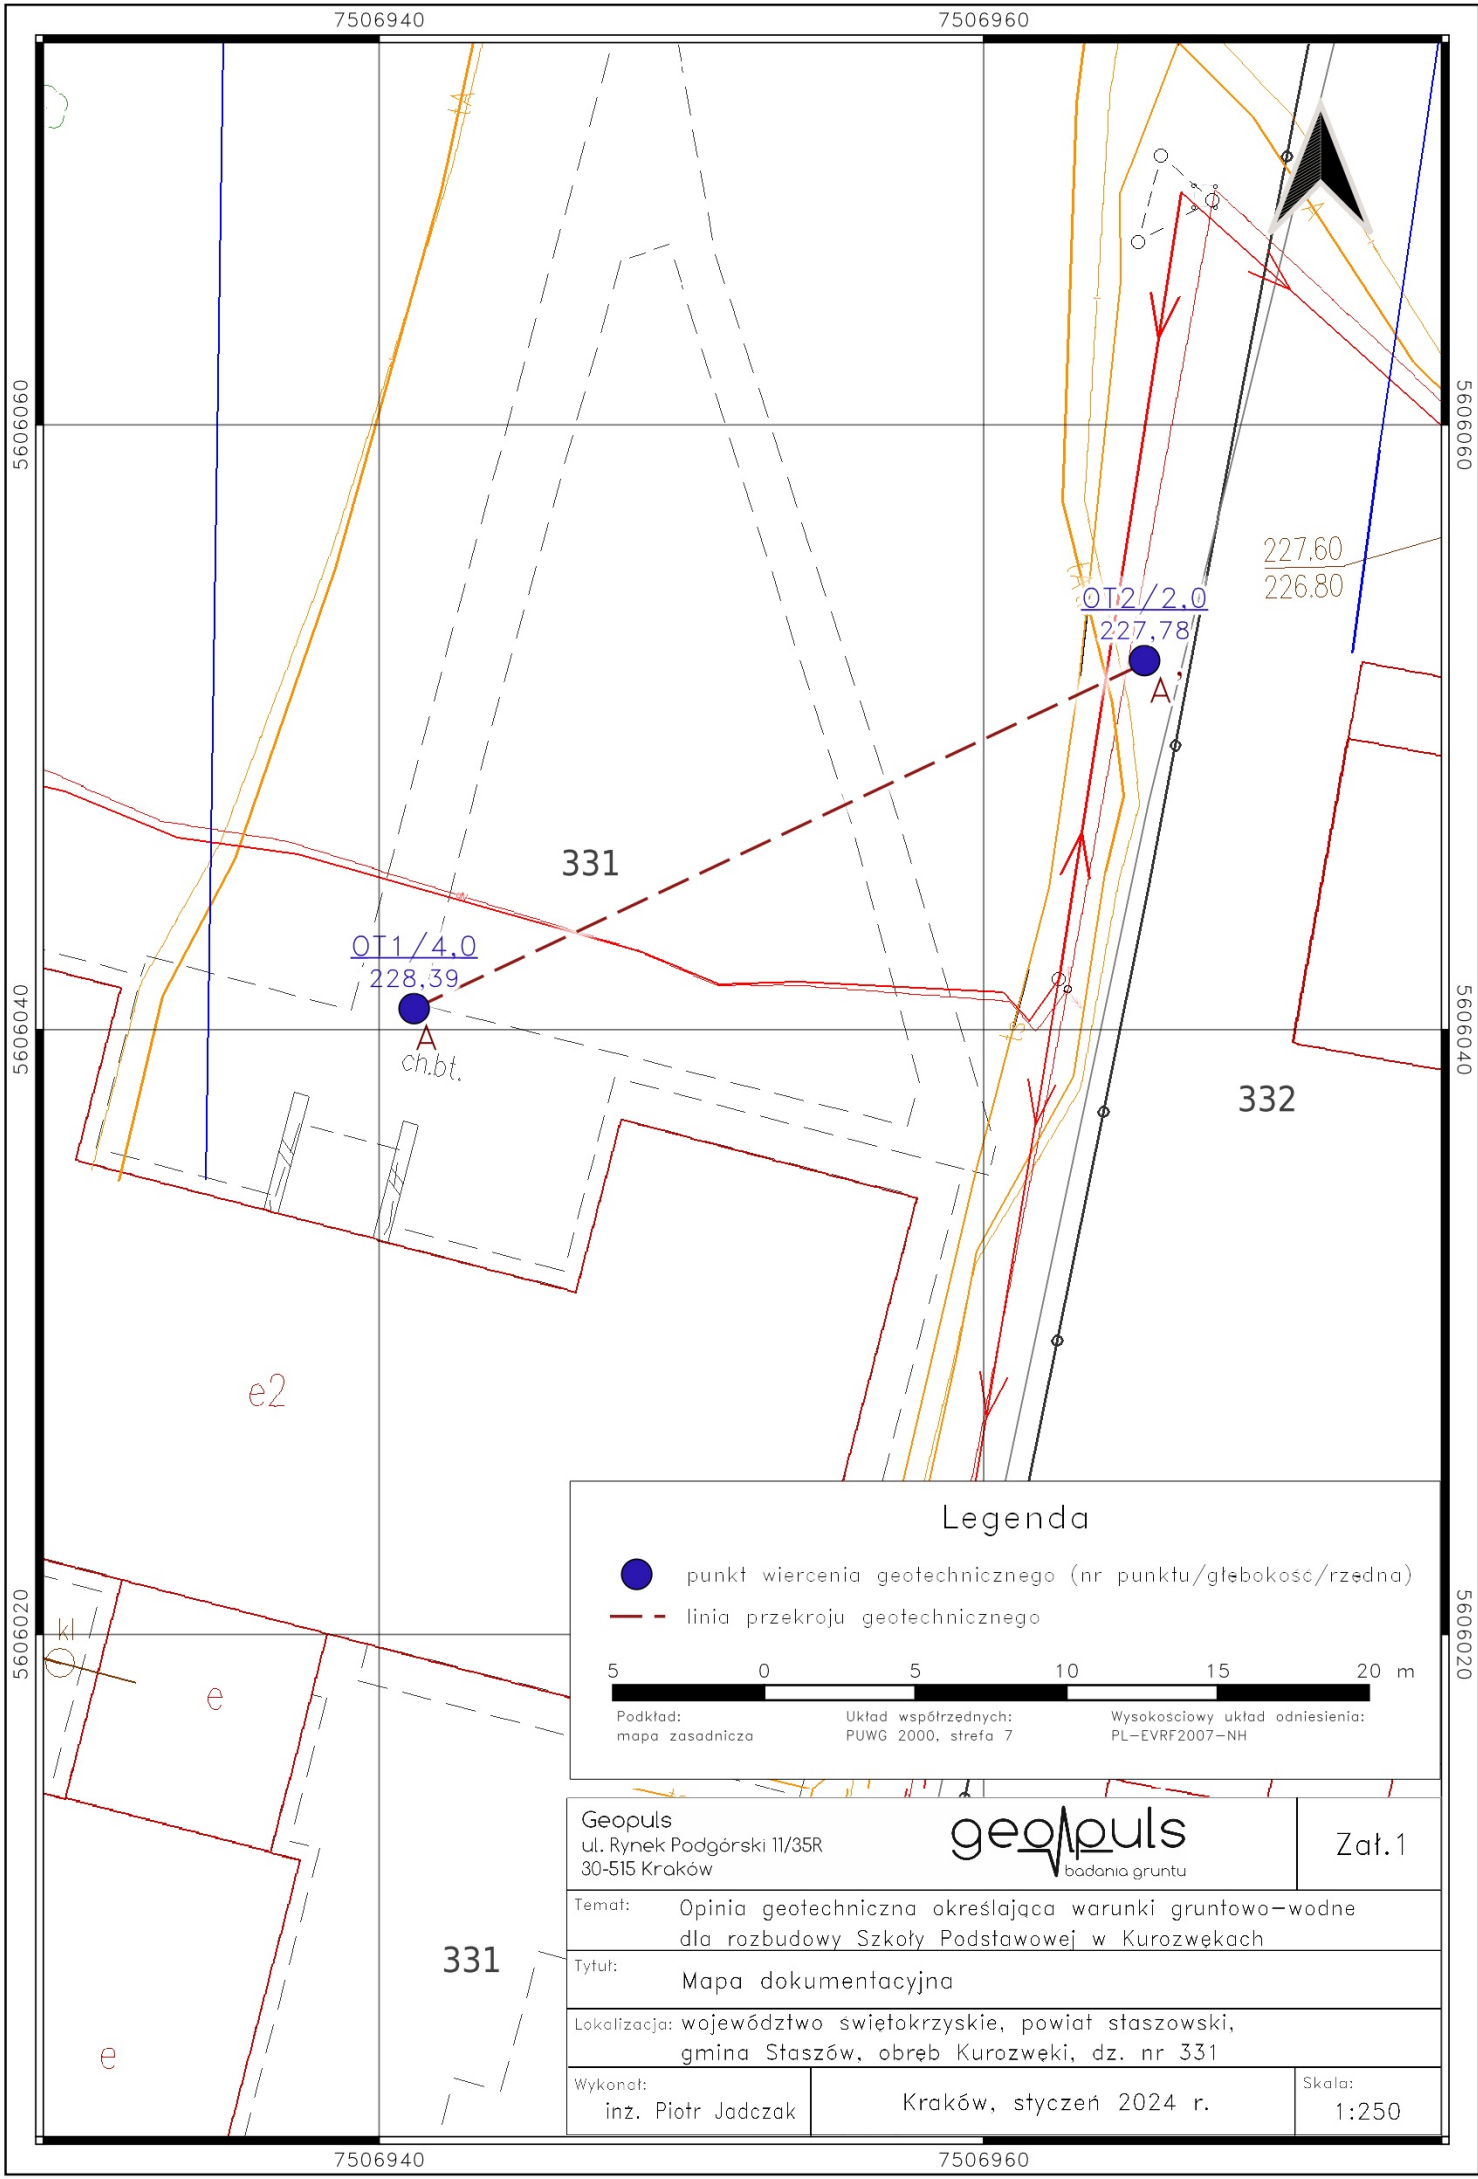 7506940
7506960
5606060
5606060
227.60
226.80
OT2/2,0
227,78
A'
331
OT1/4,0
228,39
A
ch.bt.
5606040
5606040
332
e2
Legenda
punkt wiercenia geotechnicznego (nr punktu/głębokość/rzędna)
linia przekroju geotechnicznego
5 0 5 10 15 20 m
Podkład:
mapa zasadnicza
Układ współrzędnych:
PUWG 2000, strefa 7
Wysokościowy układ odniesienia:
PL-EVRF2007-NH
5606020
5606020
kl
e
Geopuls
ul. Rynek Podgórski 11/35R
30-515 Kraków
geopuls
badania gruntu
Zał.1
Temat: Opinia geotechniczna określająca warunki gruntowo-wodne
dla rozbudowy Szkoły Podstawowej w Kurozwękach
331
Tytuł: Mapa dokumentacyjna
Lokalizacja: województwo świętokrzyskie, powiat staszowski,
gmina Staszów, obręb Kurozwęki, dz. nr 331
e
Wykonał:
inż. Piotr Jadczak
Kraków, styczeń 2024 r.
Skala:
1:250
7506940
7506960